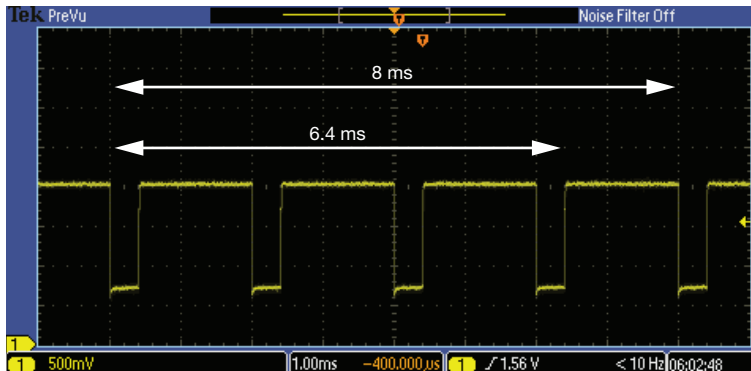 Tek PreVu Noise Filter Off
T
T
8 ms
6.4 ms
1
1 500mV 1.00ms -400.000µs 1 1.56 V < 10 Hz 06:02:48